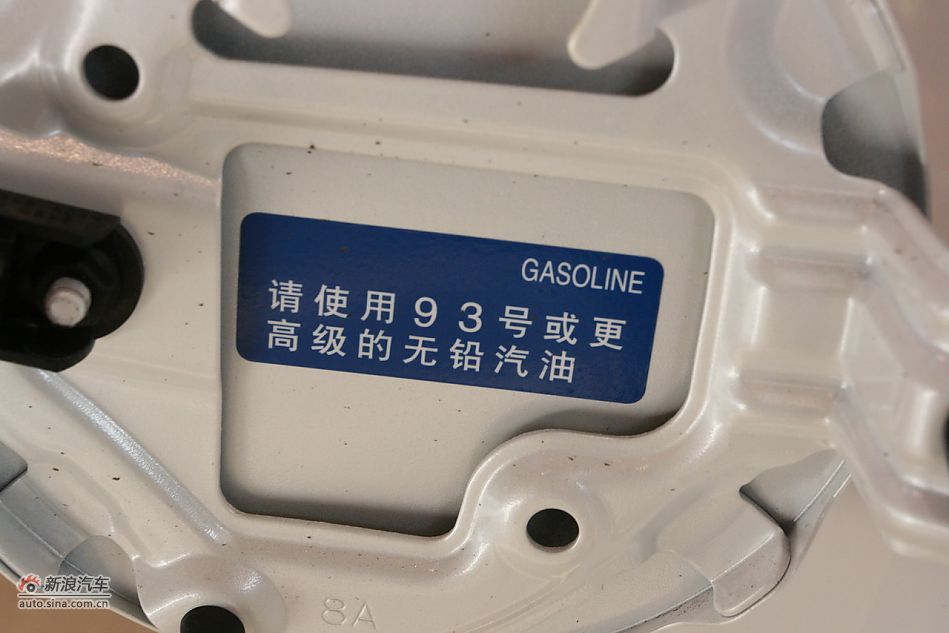 GASOLINE
请使用93号或更
高级的无铅汽油
8A
新浪汽车
auto.sina.com.cn